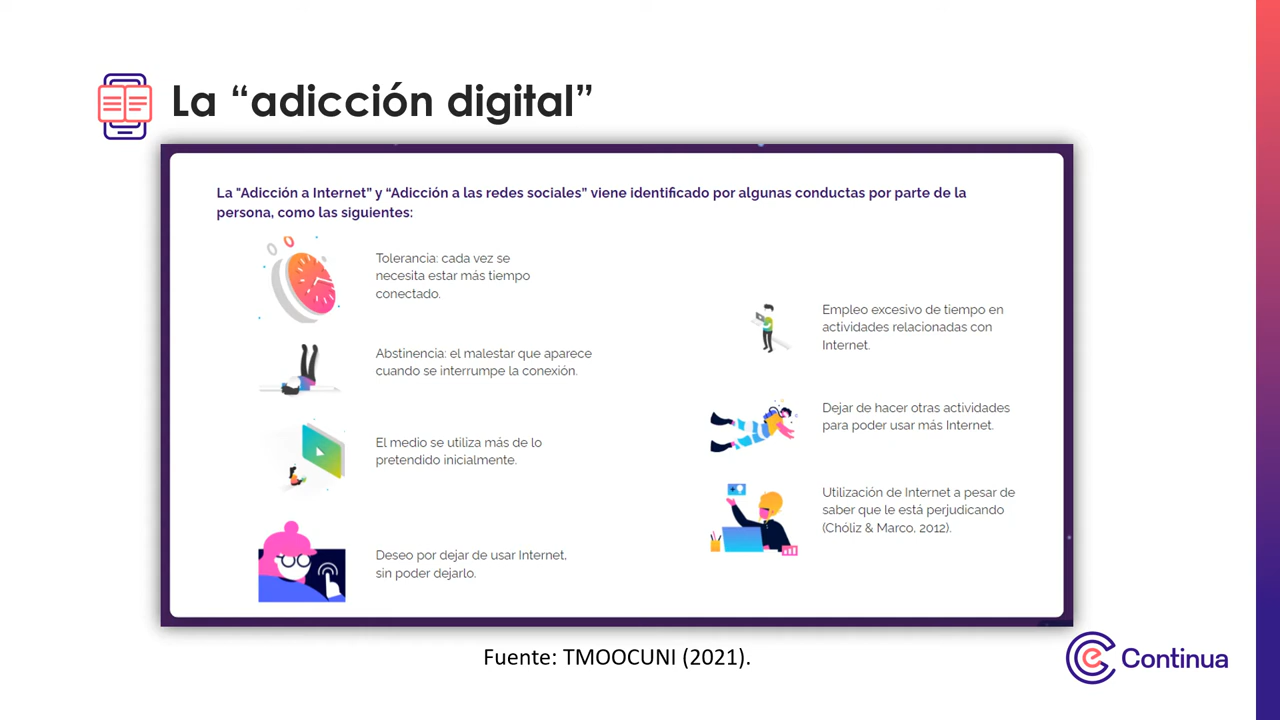 La “adicción digital”
La "Adicción a Internet” y “Adicción a las redes sociales” viene identificado por algunas conductas por parte de la
persona, como las siguientes:
Tolerancia: cada vez se
necesita estar más tiempo
conectado.
Abstinencia: el malestar que aparece
cuando se interrumpe la conexión.
El medio se utiliza más de lo
pretendido inicialmente.
Deseo por dejar de usar Internet,
sin poder dejarlo.
Empleo excesivo de tiempo en
actividades relacionadas con
Internet.
Dejar de hacer otras actividades
para poder usar más Internet.
Utilización de Internet a pesar de
saber que le está perjudicando
(Chóliz & Marco, 2012).
Fuente: TMOOCUNI (2021).
Continua